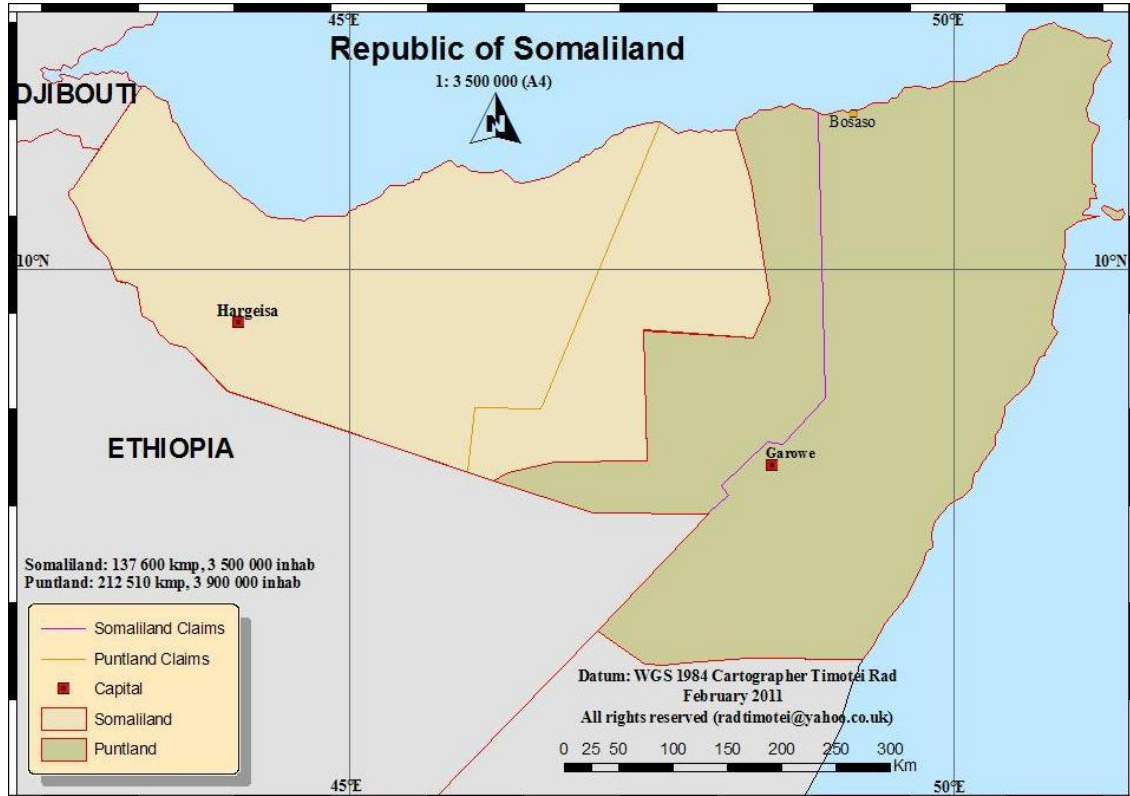 45°E
50°E
Republic of Somaliland
1: 3 500 000 (A4)
N
DJIBOUTI
Bosaso
10°N
10°N
Hargeisa
ETHIOPIA
Garowe
Somaliland: 137 600 kmp, 3 500 000 inhab
Puntland: 212 510 kmp, 3 900 000 inhab
Somaliland Claims
Puntland Claims
Capital
Somaliland
Puntland
Datum: WGS 1984 Cartographer Timotei Rad
February 2011
All rights reserved (radtimotei@yahoo.co.uk)
0 25 50 100 150 200 250 300
Km
45°E
50°E